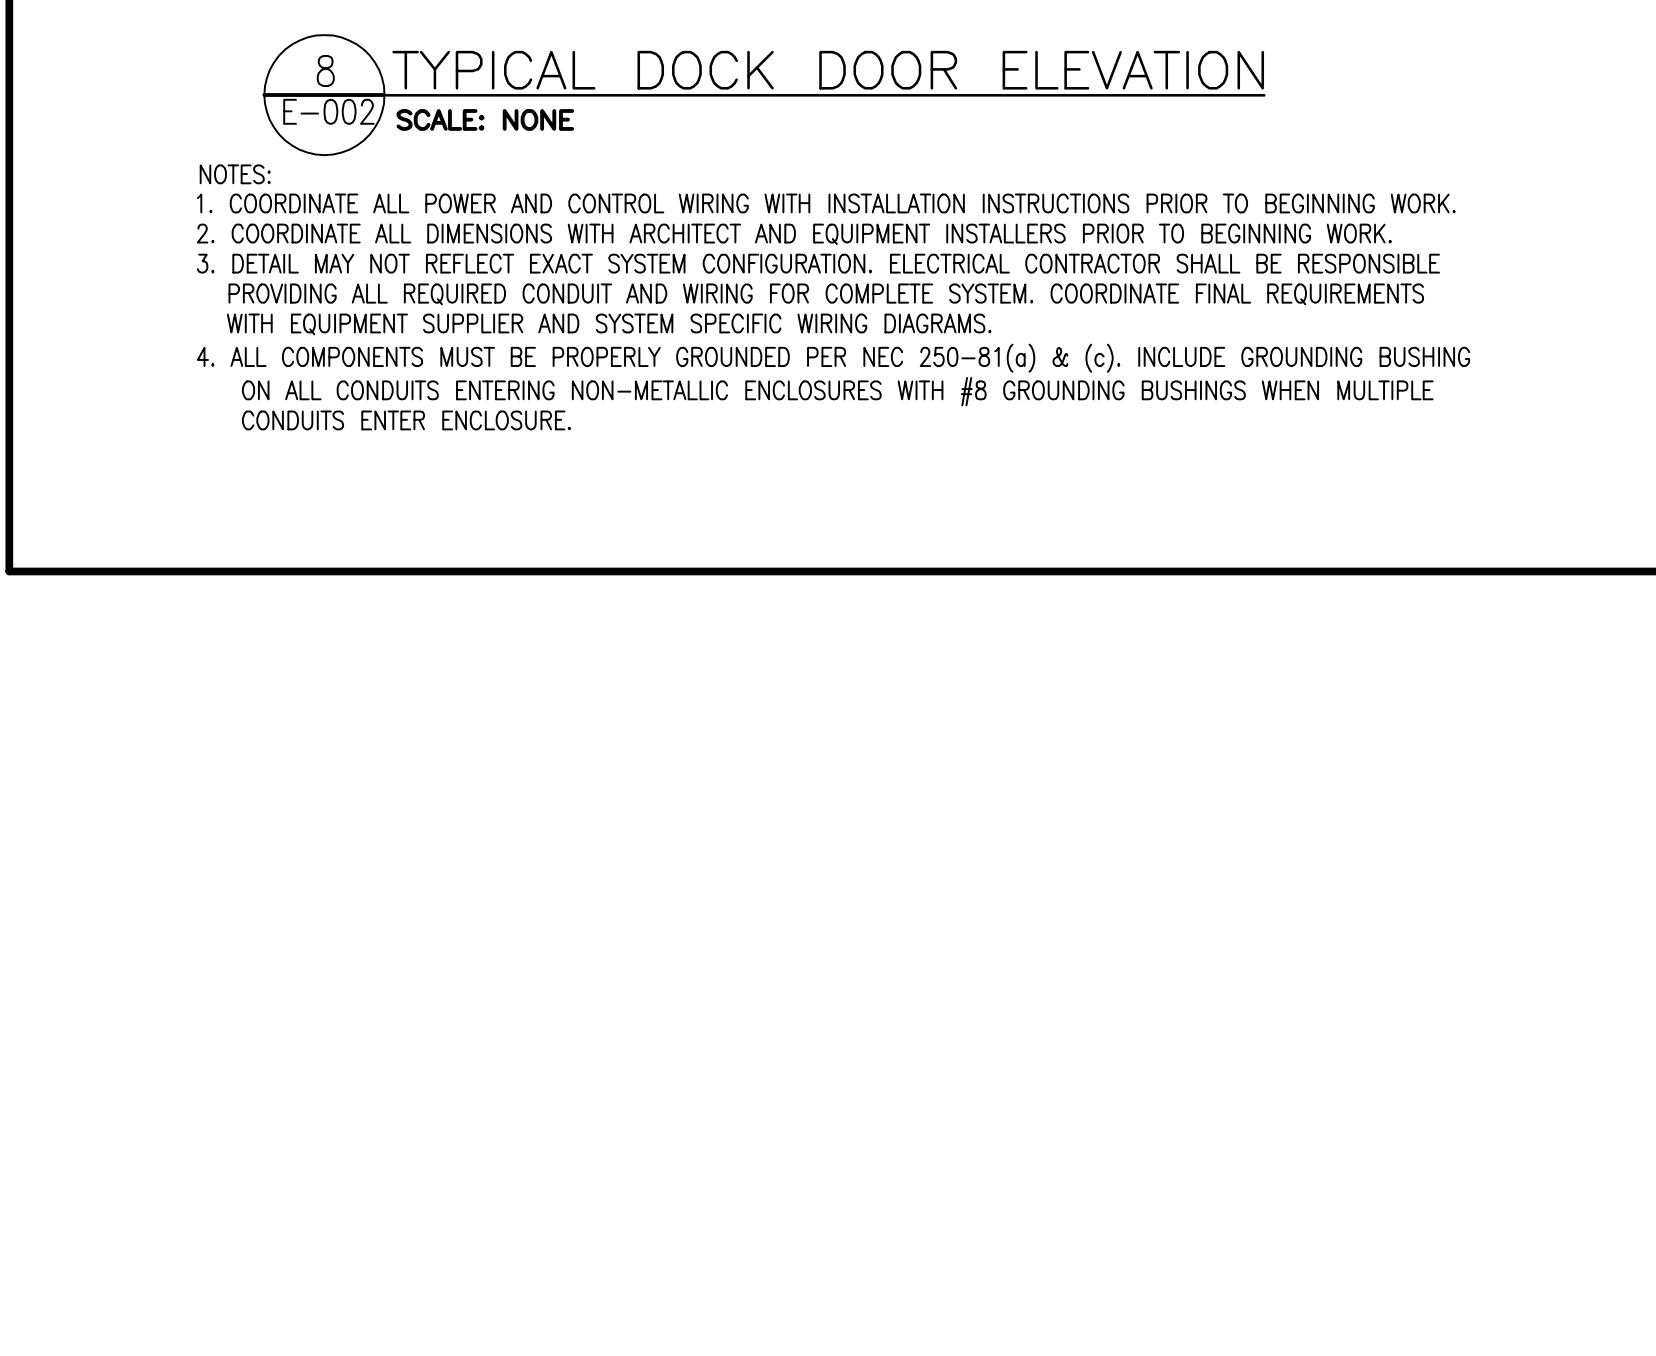 8
TYPICAL DOCK DOOR ELEVATION
E-002
SCALE: NONE
NOTES:
1. COORDINATE ALL POWER AND CONTROL WIRING WITH INSTALLATION INSTRUCTIONS PRIOR TO BEGINNING WORK.
2. COORDINATE ALL DIMENSIONS WITH ARCHITECT AND EQUIPMENT INSTALLERS PRIOR TO BEGINNING WORK.
3. DETAIL MAY NOT REFLECT EXACT SYSTEM CONFIGURATION. ELECTRICAL CONTRACTOR SHALL BE RESPONSIBLE
PROVIDING ALL REQUIRED CONDUIT AND WIRING FOR COMPLETE SYSTEM. COORDINATE FINAL REQUIREMENTS
WITH EQUIPMENT SUPPLIER AND SYSTEM SPECIFIC WIRING DIAGRAMS.
4. ALL COMPONENTS MUST BE PROPERLY GROUNDED PER NEC 250-81(a) & (c). INCLUDE GROUNDING BUSHING
ON ALL CONDUITS ENTERING NON-METALLIC ENCLOSURES WITH #8 GROUNDING BUSHINGS WHEN MULTIPLE
CONDUITS ENTER ENCLOSURE.